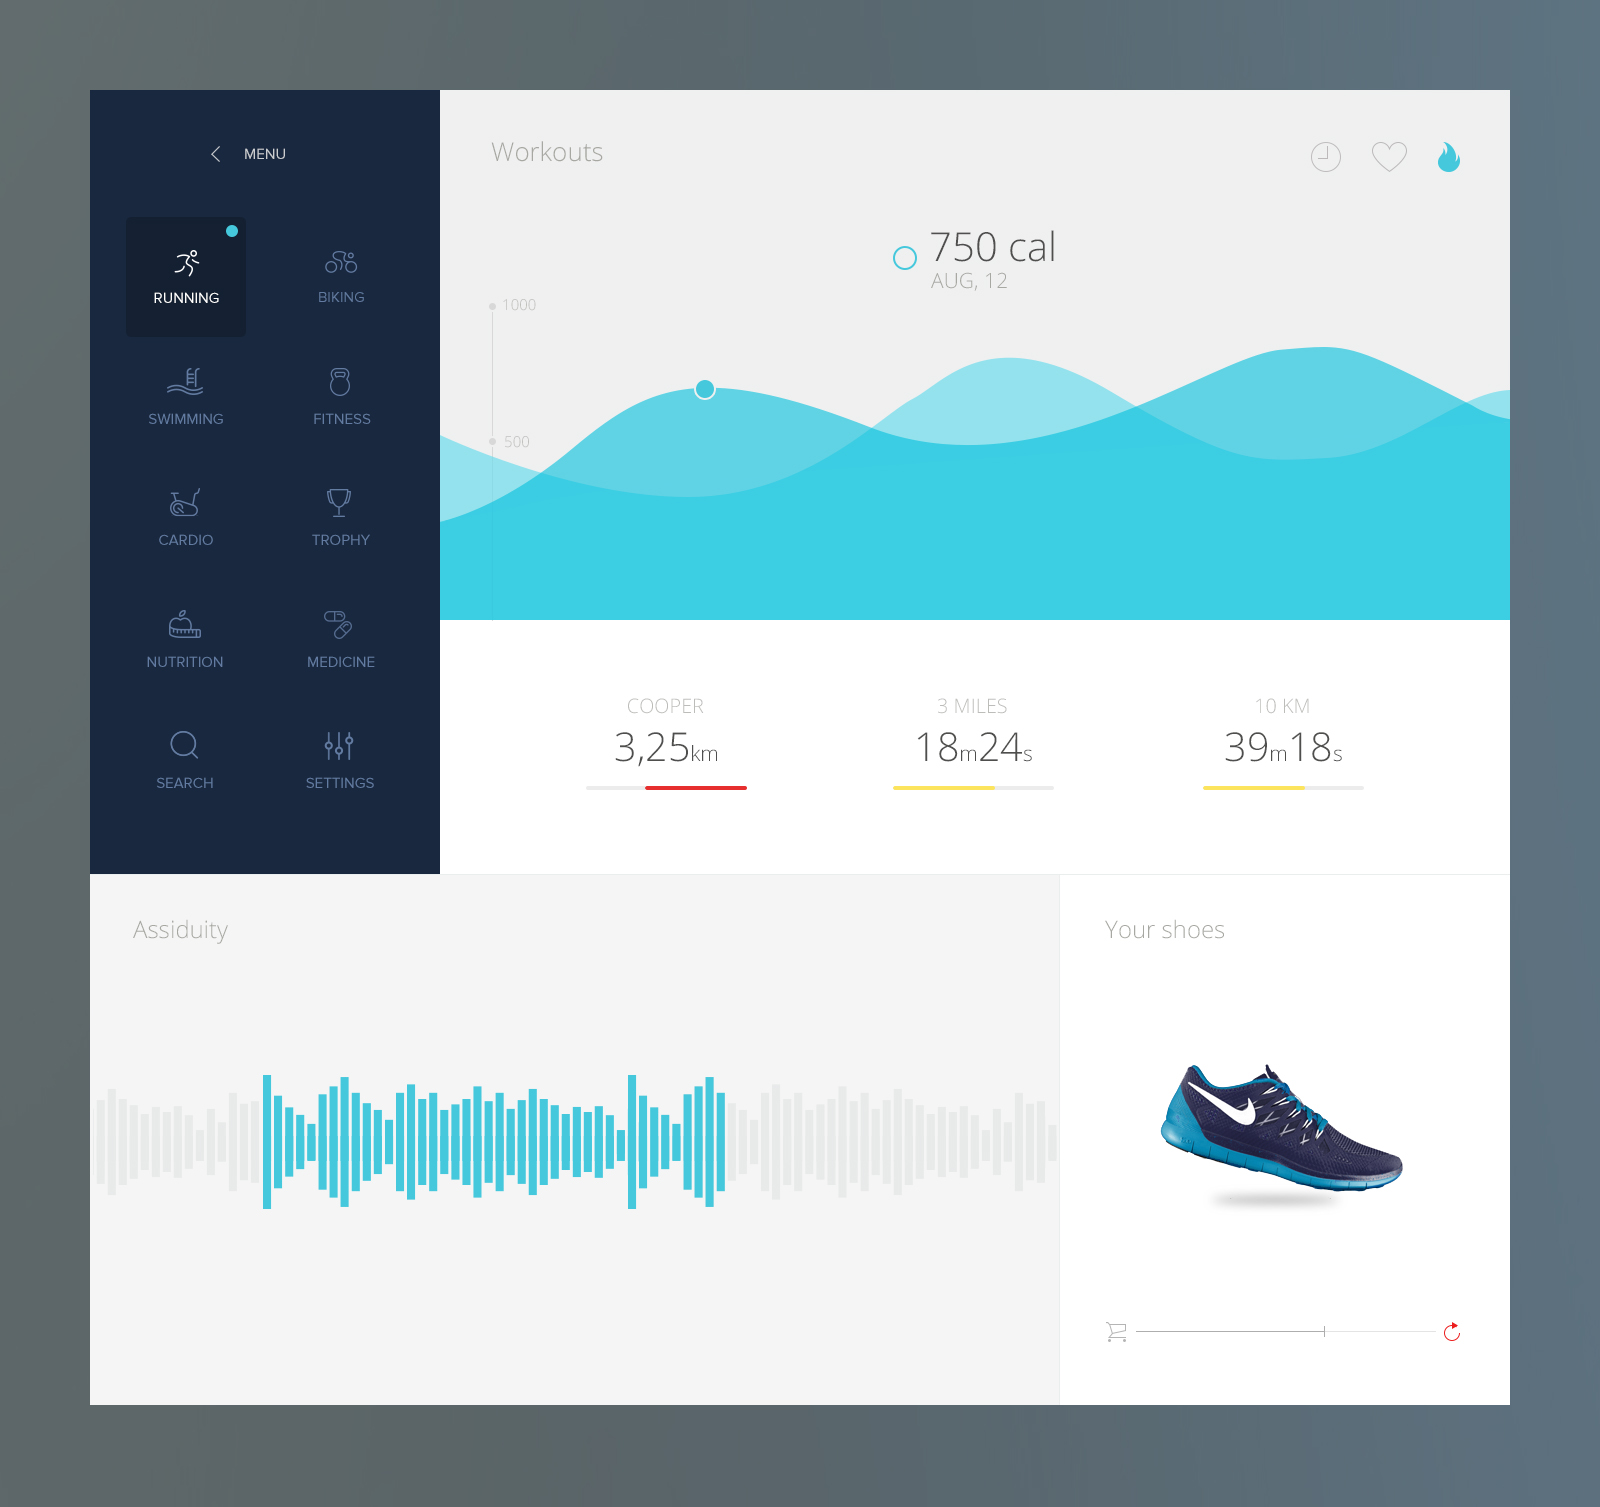 MENU
RUNNING
BIKING
SWIMMING
FITNESS
CARDIO
TROPHY
NUTRITION
MEDICINE
SEARCH
SETTINGS
Workouts
750 cal
AUG, 12
1000
500
COOPER
3,25km
3 MILES
18m24s
10 KM
39m18s
Assiduity
Your shoes